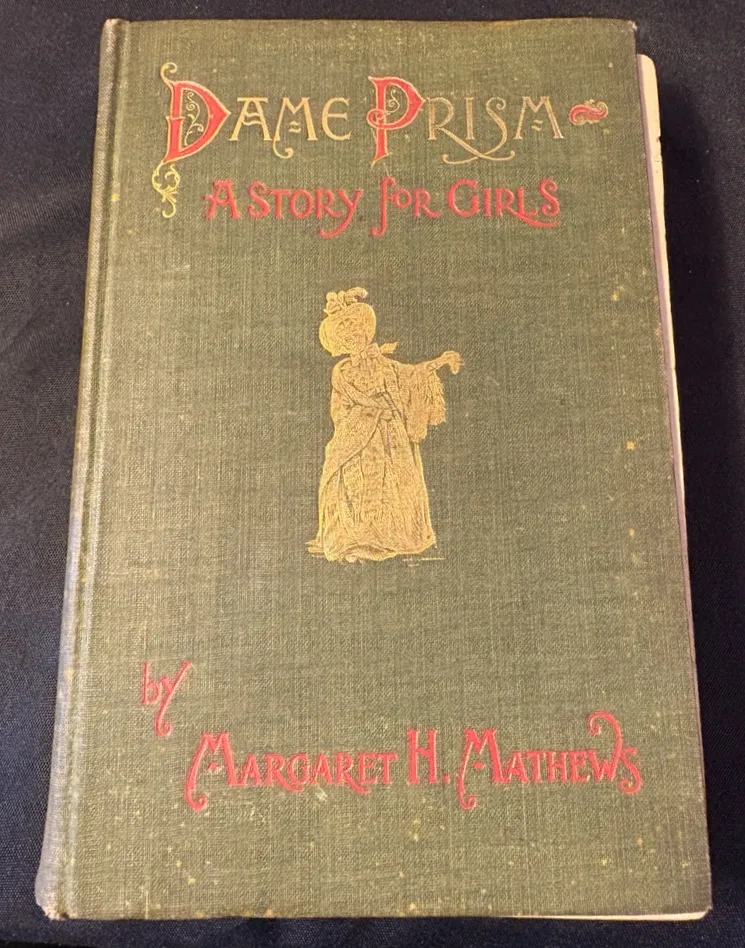 DAME PRISM
A STORY for GIRLS
by
MARGARET H. MATHEWS